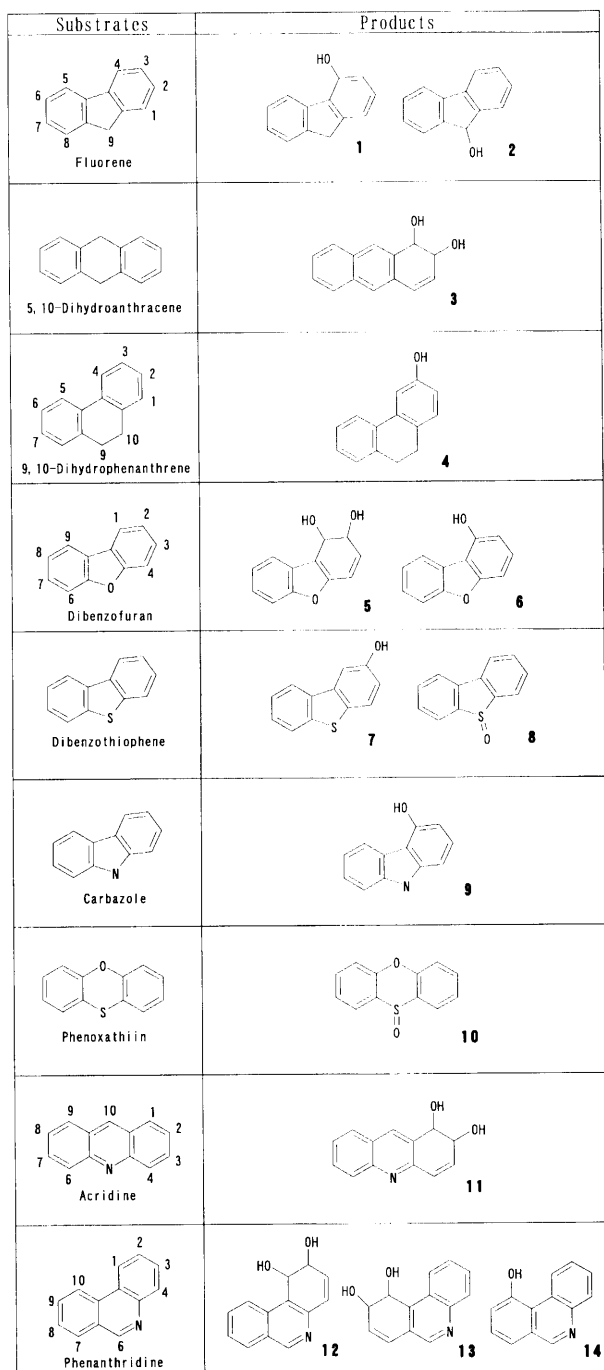 Substrates Products
4 3
5 2
6 1
7
8 9
Fluorene
HO
1
OH
2
5,10-Dihydroanthracene
OH
OH
3
3
4 2
5 1
6
7 10
9
9,10-Dihydrophenanthrene
OH
4
1 2
9 3
8 4
7
6 O
Dibenzofuran
HO OH
O
5
HO
O
6
S
Dibenzothiophene
OH
S
7
S
O
8
N
Carbazole
HO
N
9
O
S
Phenoxathiin
O
S
O
10
9 10 1
8 2
7 3
6 N 4
Acridine
OH
OH
N
11
2
1 3
10 4
9
8 N
7 6
Phenanthridine
OH
HO
N
12
OH
HO
N
13
OH
N
14